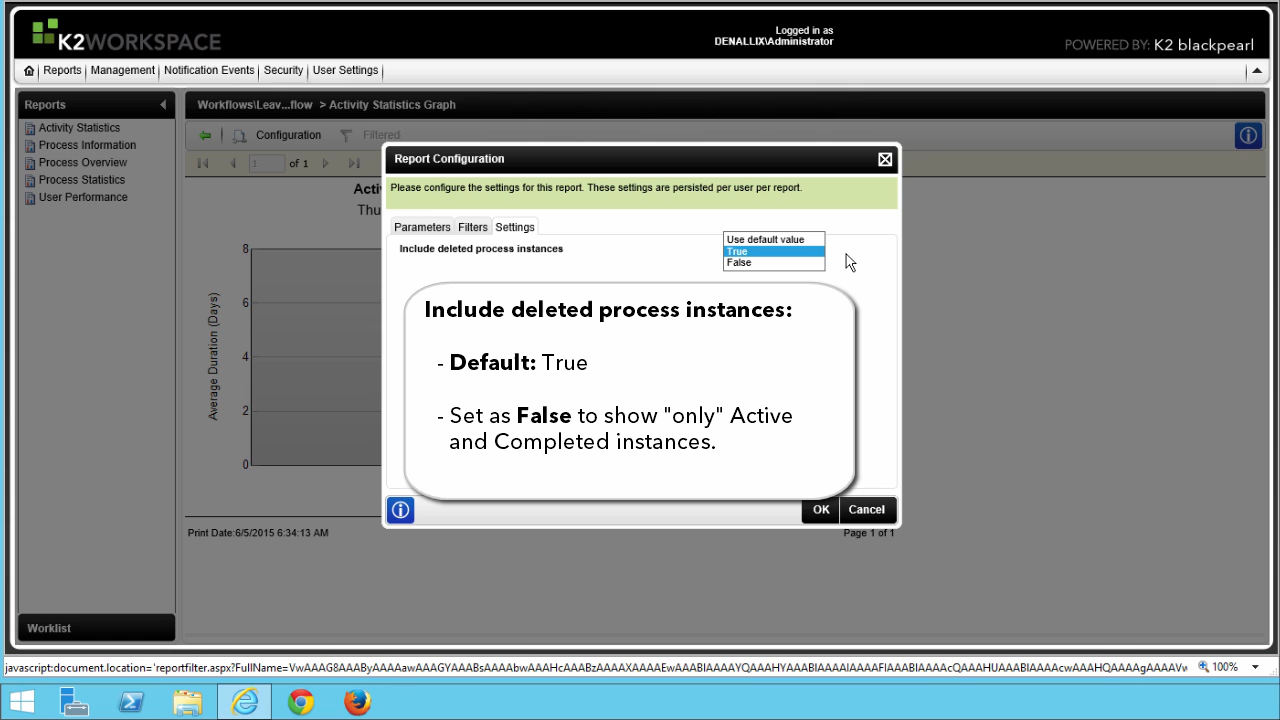 K2WORKSPACE
Logged in as
DENALLIX\Administrator
POWERED BY: K2 blackpearl
Reports Management Notification Events Security User Settings
Reports
Activity Statistics
Process Information
Process Overview
Process Statistics
User Performance
Worklist
Workflows\Leav...flow > Activity Statistics Graph
Configuration Filtered
1 of 1
Acti
Thu
8
6
4
2
0
Average Duration (Days)
Report Configuration
Please configure the settings for this report. These settings are persisted per user per report.
Parameters Filters Settings
Include deleted process instances
Use default value
True
False
Include deleted process instances:
- Default: True
- Set as False to show "only" Active
and Completed instances.
OK Cancel
Print Date:6/5/2015 6:34:13 AM
Page 1 of 1
100%